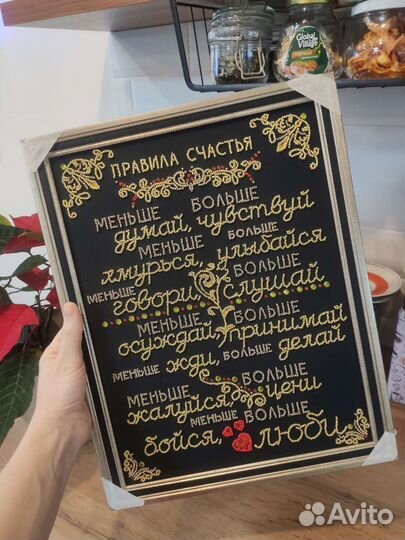 ПРАВИЛА СЧАСТЬЯ
МЕНЬШЕ БОЛЬШЕ
думай, чувствуй
МЕНЬШЕ БОЛЬШЕ
хмурься, улыбайся
МЕНЬШЕ БОЛЬШЕ
говори, слушай
МЕНЬШЕ БОЛЬШЕ
осуждай, принимай
МЕНЬШЕ жди, БОЛЬШЕ делай
МЕНЬШЕ БОЛЬШЕ
жалуйся, цени
МЕНЬШЕ БОЛЬШЕ
бойся, ЛЮБИ
Global
Village
Avito